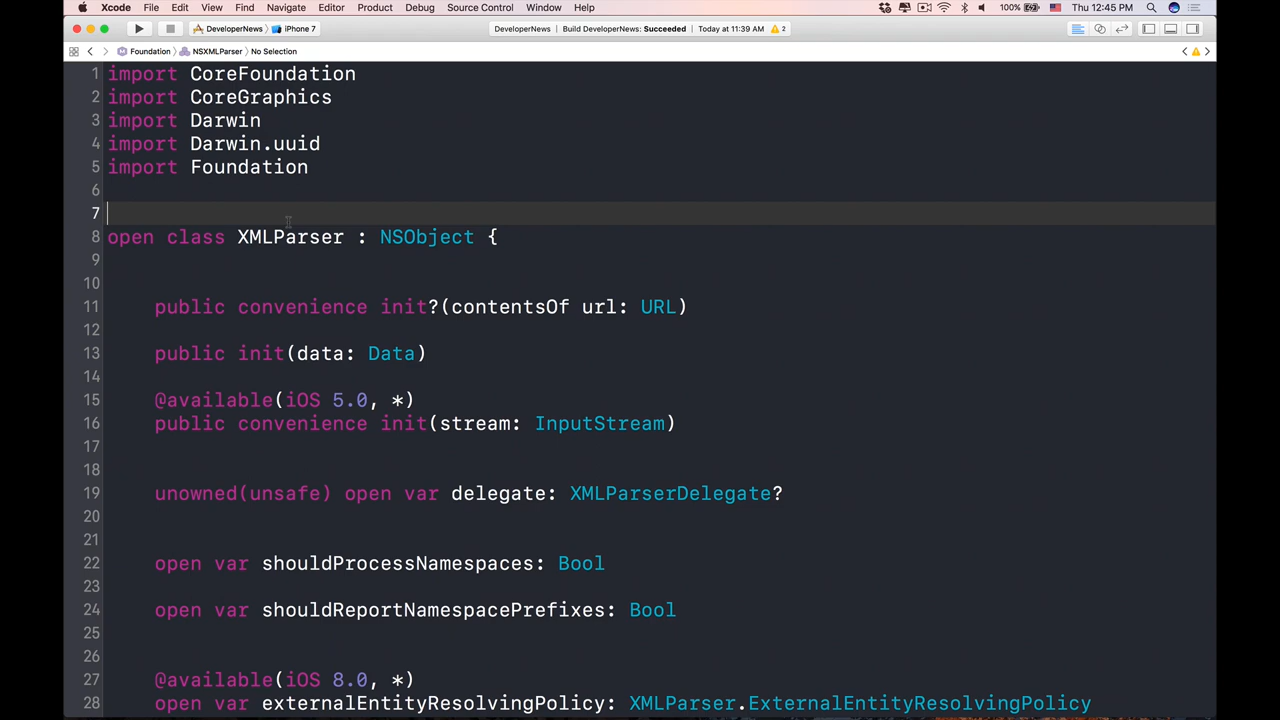 Xcode File Edit View Find Navigate Editor Product Debug Source Control Window Help 100% Thu 12:45 PM
DeveloperNews iPhone 7 DeveloperNews | Build DeveloperNews: Succeeded | Today at 11:39 AM 2
Foundation NSXMLParser No Selection
1 import CoreFoundation
2 import CoreGraphics
3 import Darwin
4 import Darwin.uuid
5 import Foundation
6
7
8 open class XMLParser : NSObject {
9
10
11 public convenience init?(contentsOf url: URL)
12
13 public init(data: Data)
14
15 @available(iOS 5.0, *)
16 public convenience init(stream: InputStream)
17
18
19 unowned(unsafe) open var delegate: XMLParserDelegate?
20
21
22 open var shouldProcessNamespaces: Bool
23
24 open var shouldReportNamespacePrefixes: Bool
25
26
27 @available(iOS 8.0, *)
28 open var externalEntityResolvingPolicy: XMLParser.ExternalEntityResolvingPolicy